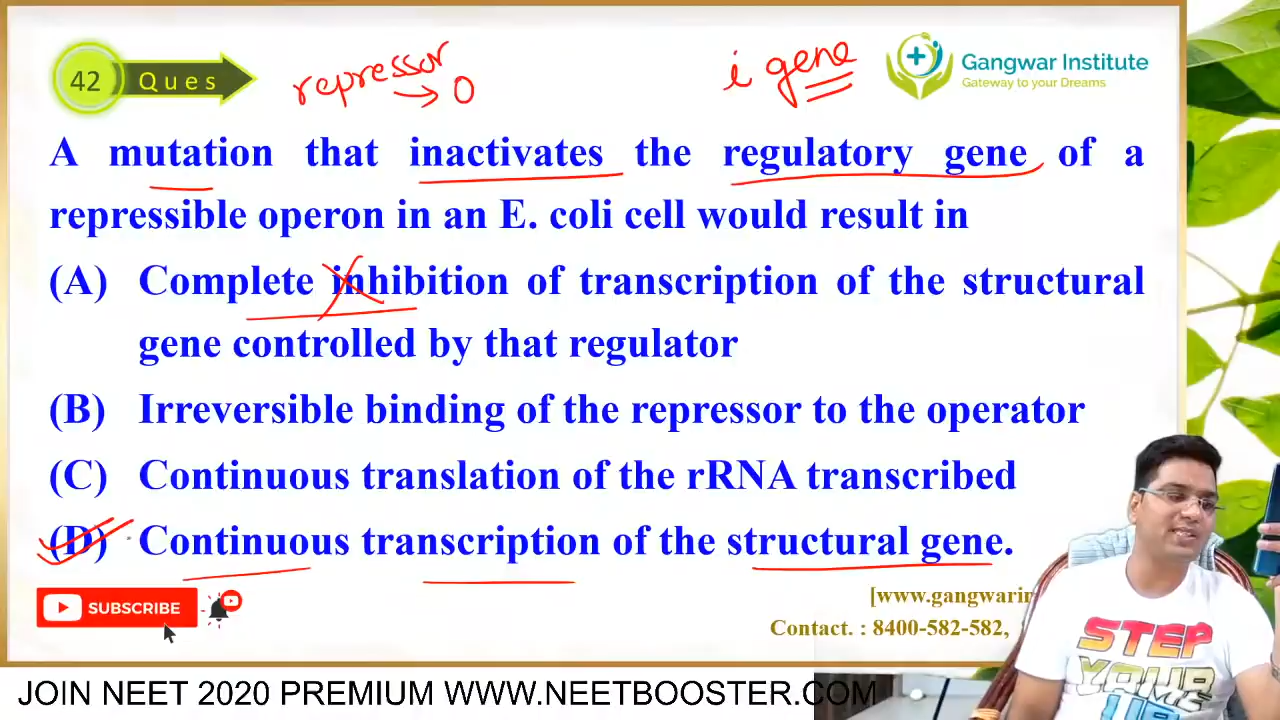 42 Ques
repressor → 0
i gene
Gangwar Institute
Gateway to your Dreams
A mutation that inactivates the regulatory gene of a
repressible operon in an E. coli cell would result in
(A) Complete inhibition of transcription of the structural
gene controlled by that regulator
(B) Irreversible binding of the repressor to the operator
(C) Continuous translation of the rRNA transcribed
(D) Continuous transcription of the structural gene.
SUBSCRIBE
Contact. : 8400-582-582,
STEP
YOUR
UP
JOIN NEET 2020 PREMIUM WWW.NEETBOOSTER.COM